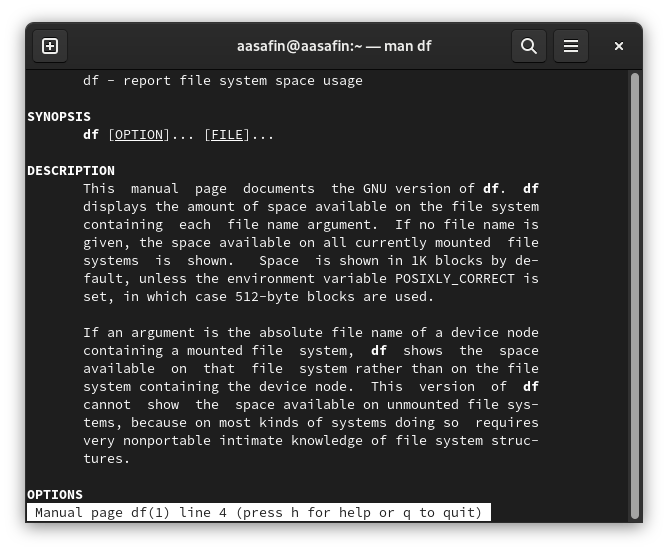 aasafin@aasafin:~ — man df
df - report file system space usage
SYNOPSIS
df [OPTION]... [FILE]...
DESCRIPTION
This manual page documents the GNU version of df. df
displays the amount of space available on the file system
containing each file name argument. If no file name is
given, the space available on all currently mounted file
systems is shown. Space is shown in 1K blocks by de-
fault, unless the environment variable POSIXLY_CORRECT is
set, in which case 512-byte blocks are used.
If an argument is the absolute file name of a device node
containing a mounted file system, df shows the space
available on that file system rather than on the file
system containing the device node. This version of df
cannot show the space available on unmounted file sys-
tems, because on most kinds of systems doing so requires
very nonportable intimate knowledge of file system struc-
tures.
OPTIONS
Manual page df(1) line 4 (press h for help or q to quit)